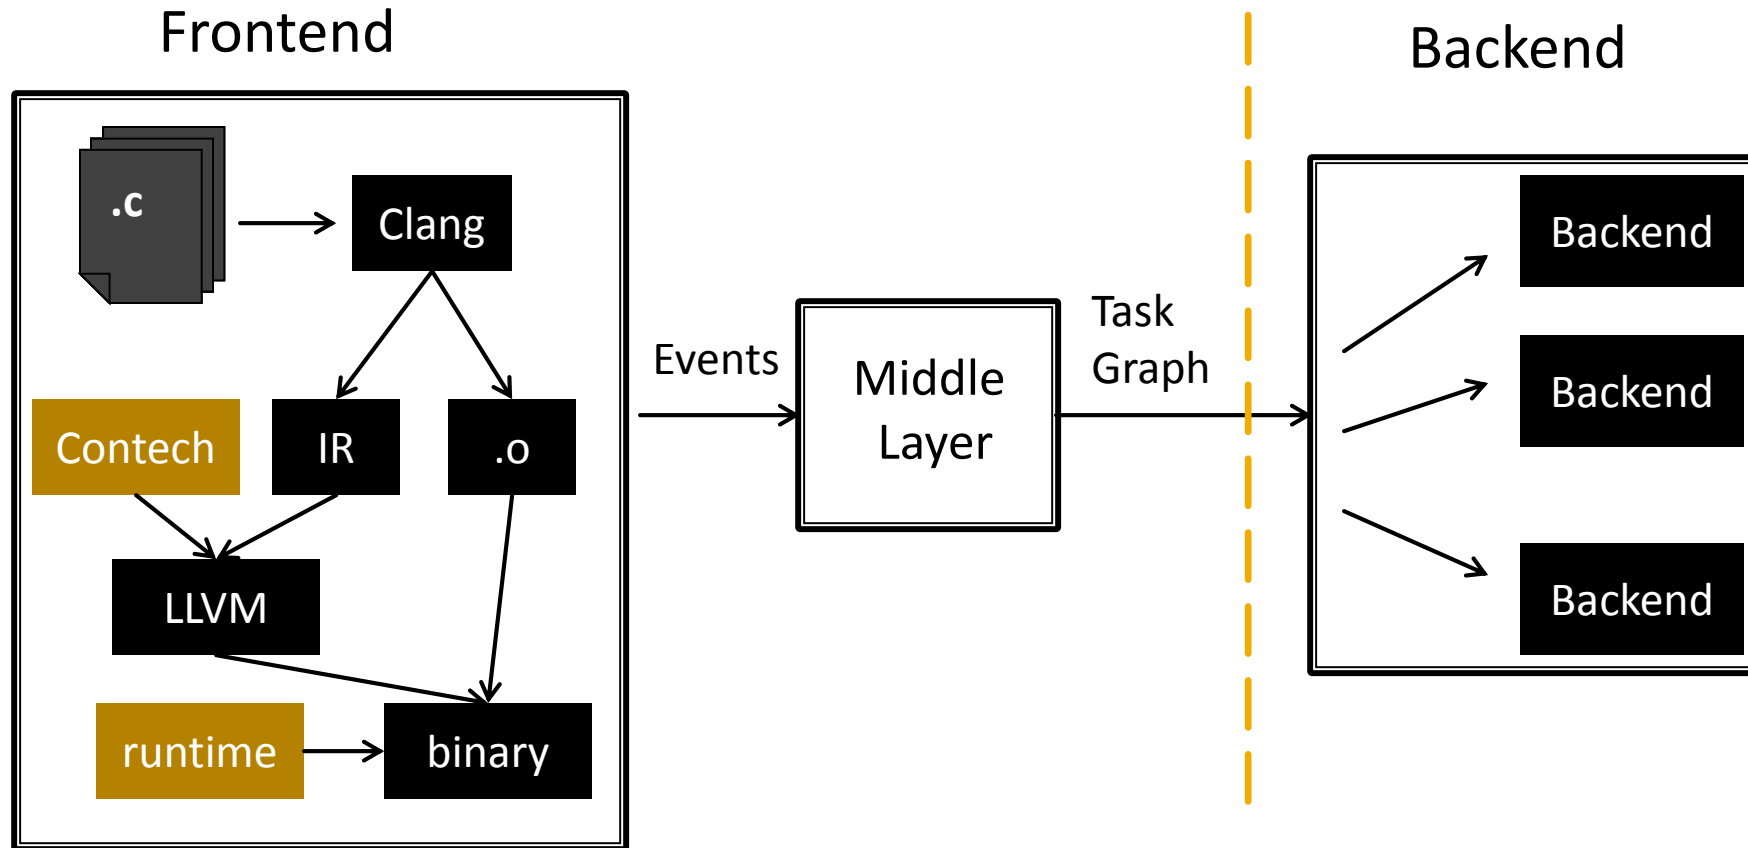 Frontend
Backend
.c
Clang
Contech
IR
.o
LLVM
runtime
binary
Events
Middle
Layer
Task
Graph
Backend
Backend
Backend